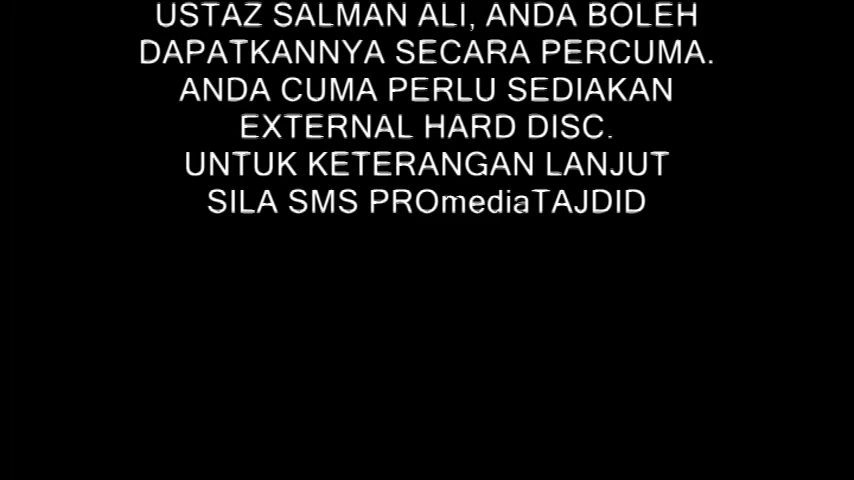 USTAZ SALMAN ALI, ANDA BOLEH
DAPATKANNYA SECARA PERCUMA.
ANDA CUMA PERLU SEDIAKAN
EXTERNAL HARD DISC.
UNTUK KETERANGAN LANJUT
SILA SMS PROmediaTAJDID